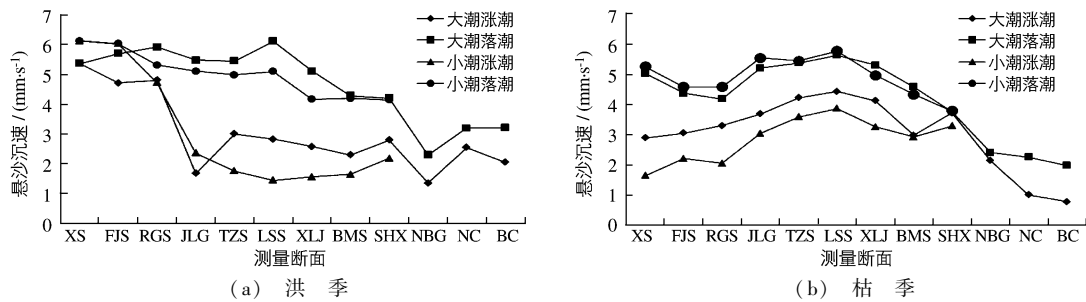 悬沙沉速 / (mm·s⁻¹)
7
6
5
4
3
2
1
0
大潮涨潮
大潮落潮
小潮涨潮
小潮落潮
XS FJS RGS JLG TZS LSS XLJ BMS SHX NBG NC BC
测量断面
(a) 洪 季
悬沙沉速 / (mm·s⁻¹)
7
6
5
4
3
2
1
0
大潮涨潮
大潮落潮
小潮涨潮
小潮落潮
XS FJS RGS JLG TZS LSS XLJ BMS SHX NBG NC BC
测量断面
(b) 枯 季